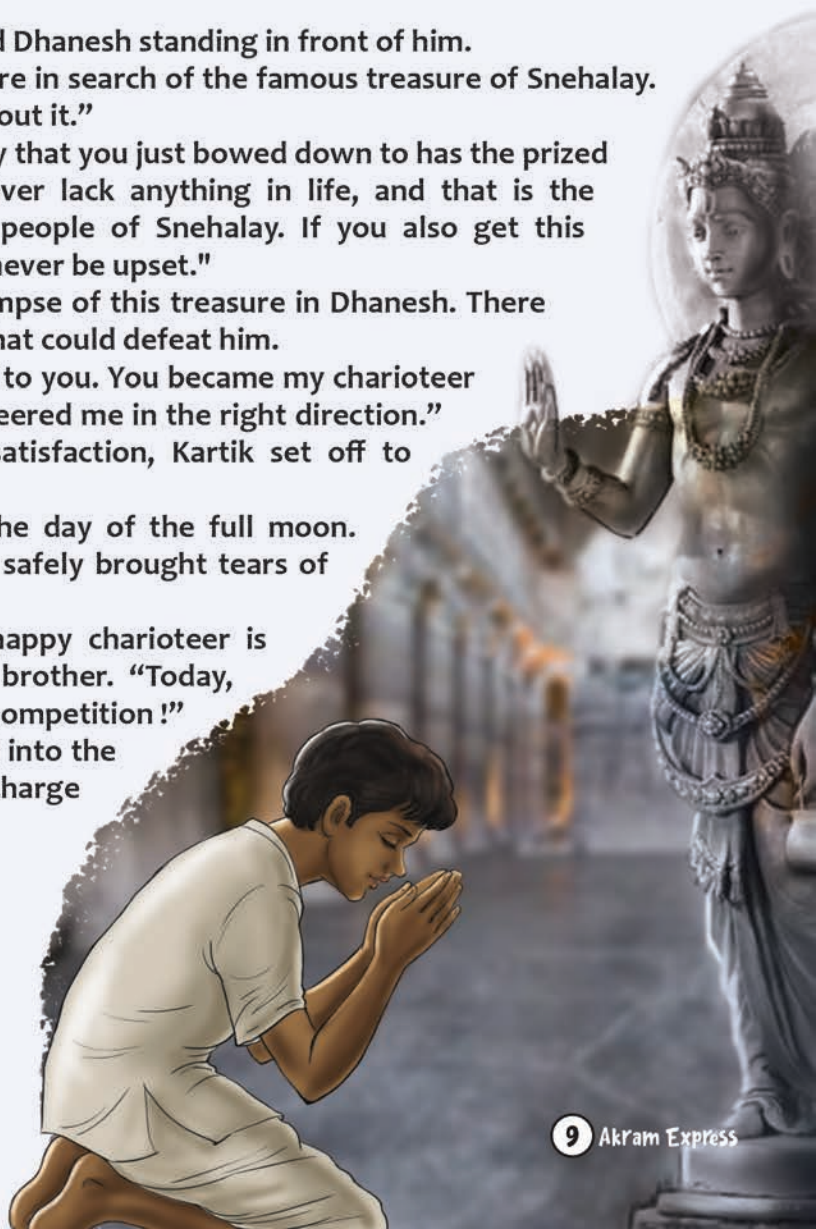 d Dhanesh standing in front of him.
re in search of the famous treasure of Snehalay.
out it.”
y that you just bowed down to has the prized
ver lack anything in life, and that is the
people of Snehalay. If you also get this
never be upset."
mpse of this treasure in Dhanesh. There
hat could defeat him.
to you. You became my charioteer
eered me in the right direction.”
satisfaction, Kartik set off to
he day of the full moon.
safely brought tears of
happy charioteer is
brother. “Today,
ompetition !”
into the
harge
9 Akram Express